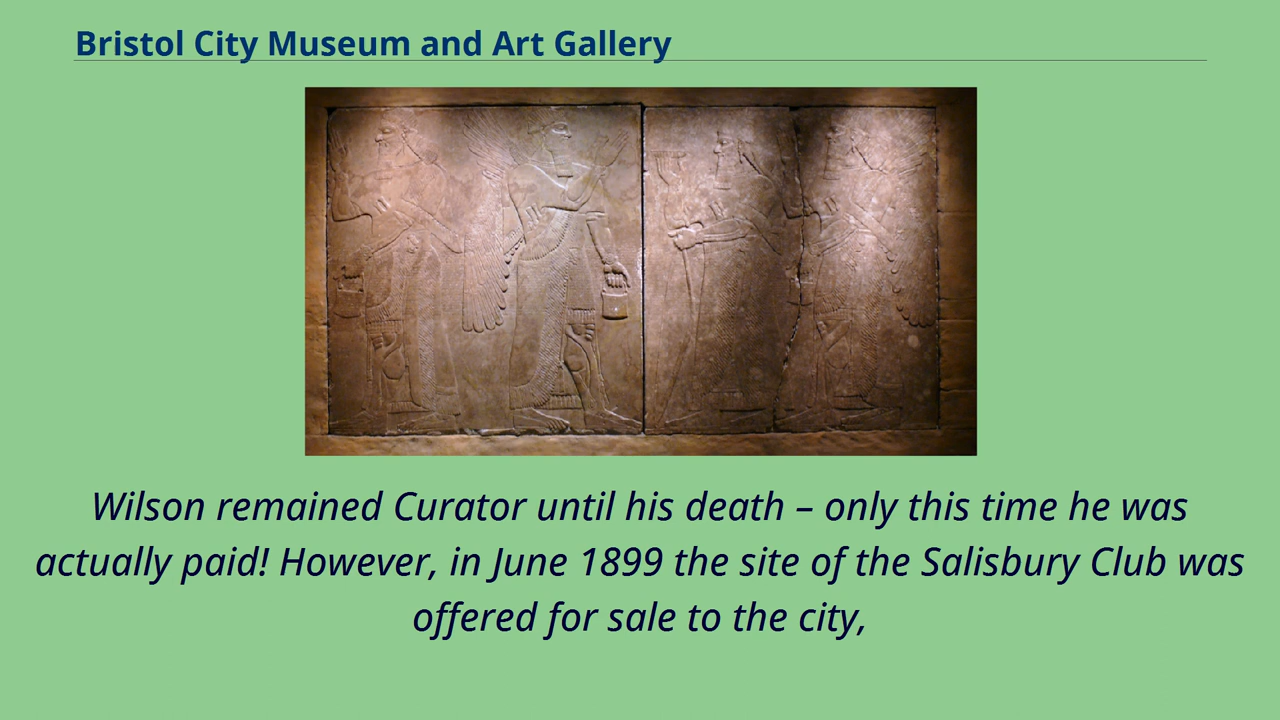 Bristol City Museum and Art Gallery
Wilson remained Curator until his death – only this time he was
actually paid! However, in June 1899 the site of the Salisbury Club was
offered for sale to the city,